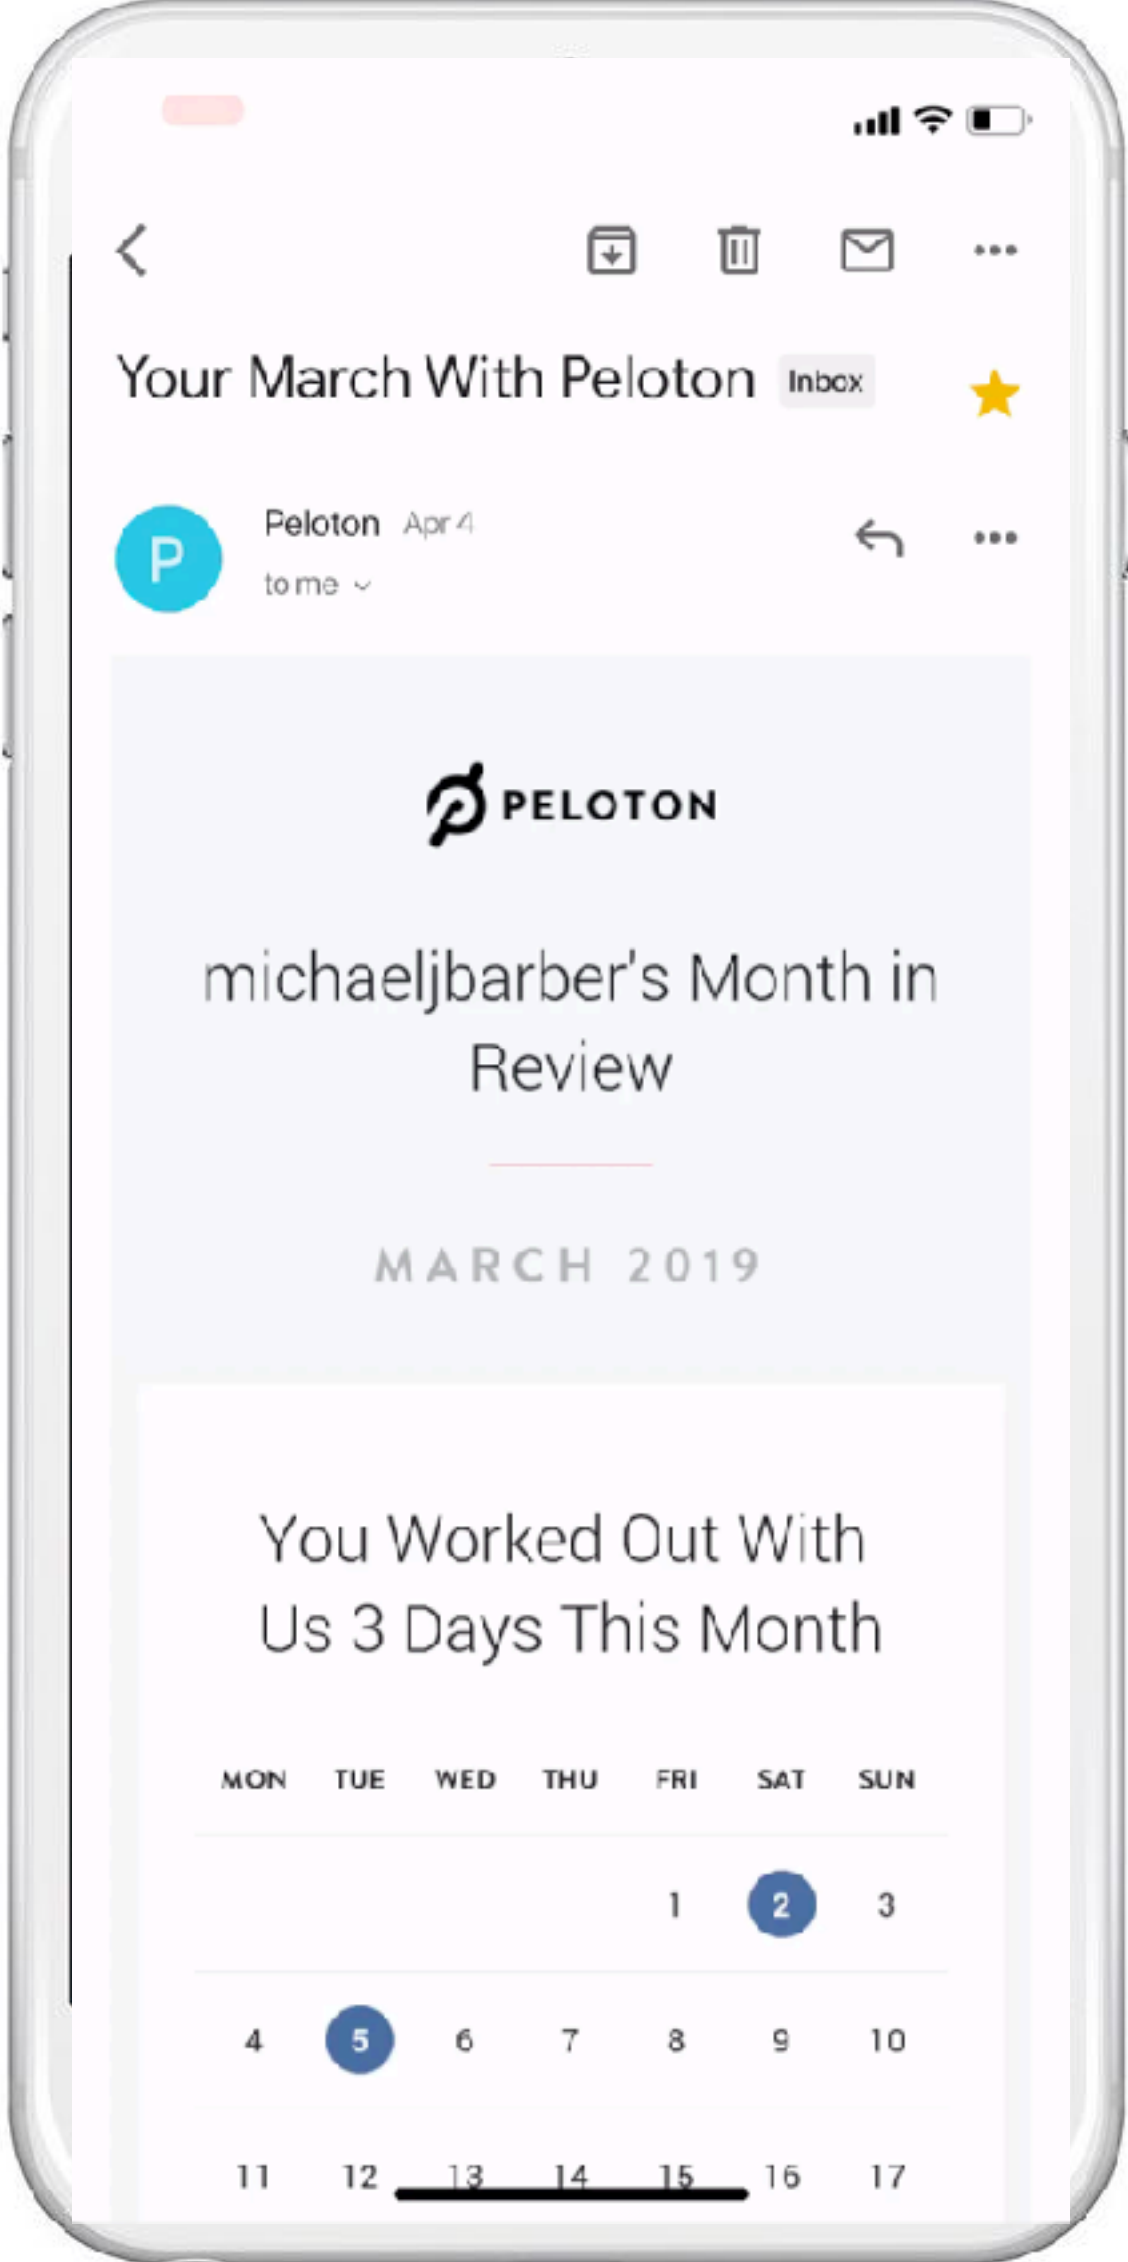 Your March With Peloton Inbox
P
Peloton Apr 4
to me
PELOTON
michaeljbarber's Month in
Review
MARCH 2019
You Worked Out With
Us 3 Days This Month
MON TUE WED THU FRI SAT SUN
1 2 3
4 5 6 7 8 9 10
11 12 13 14 15 16 17